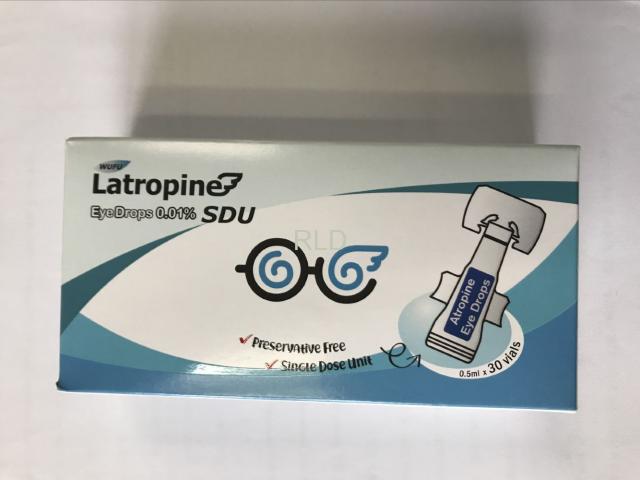 WUFU
Latropine
Eye Drops 0.01% SDU
RLD
Atropine
Eye Drops
Preservative Free
Single Dose Unit
0.5ml x 30 vials